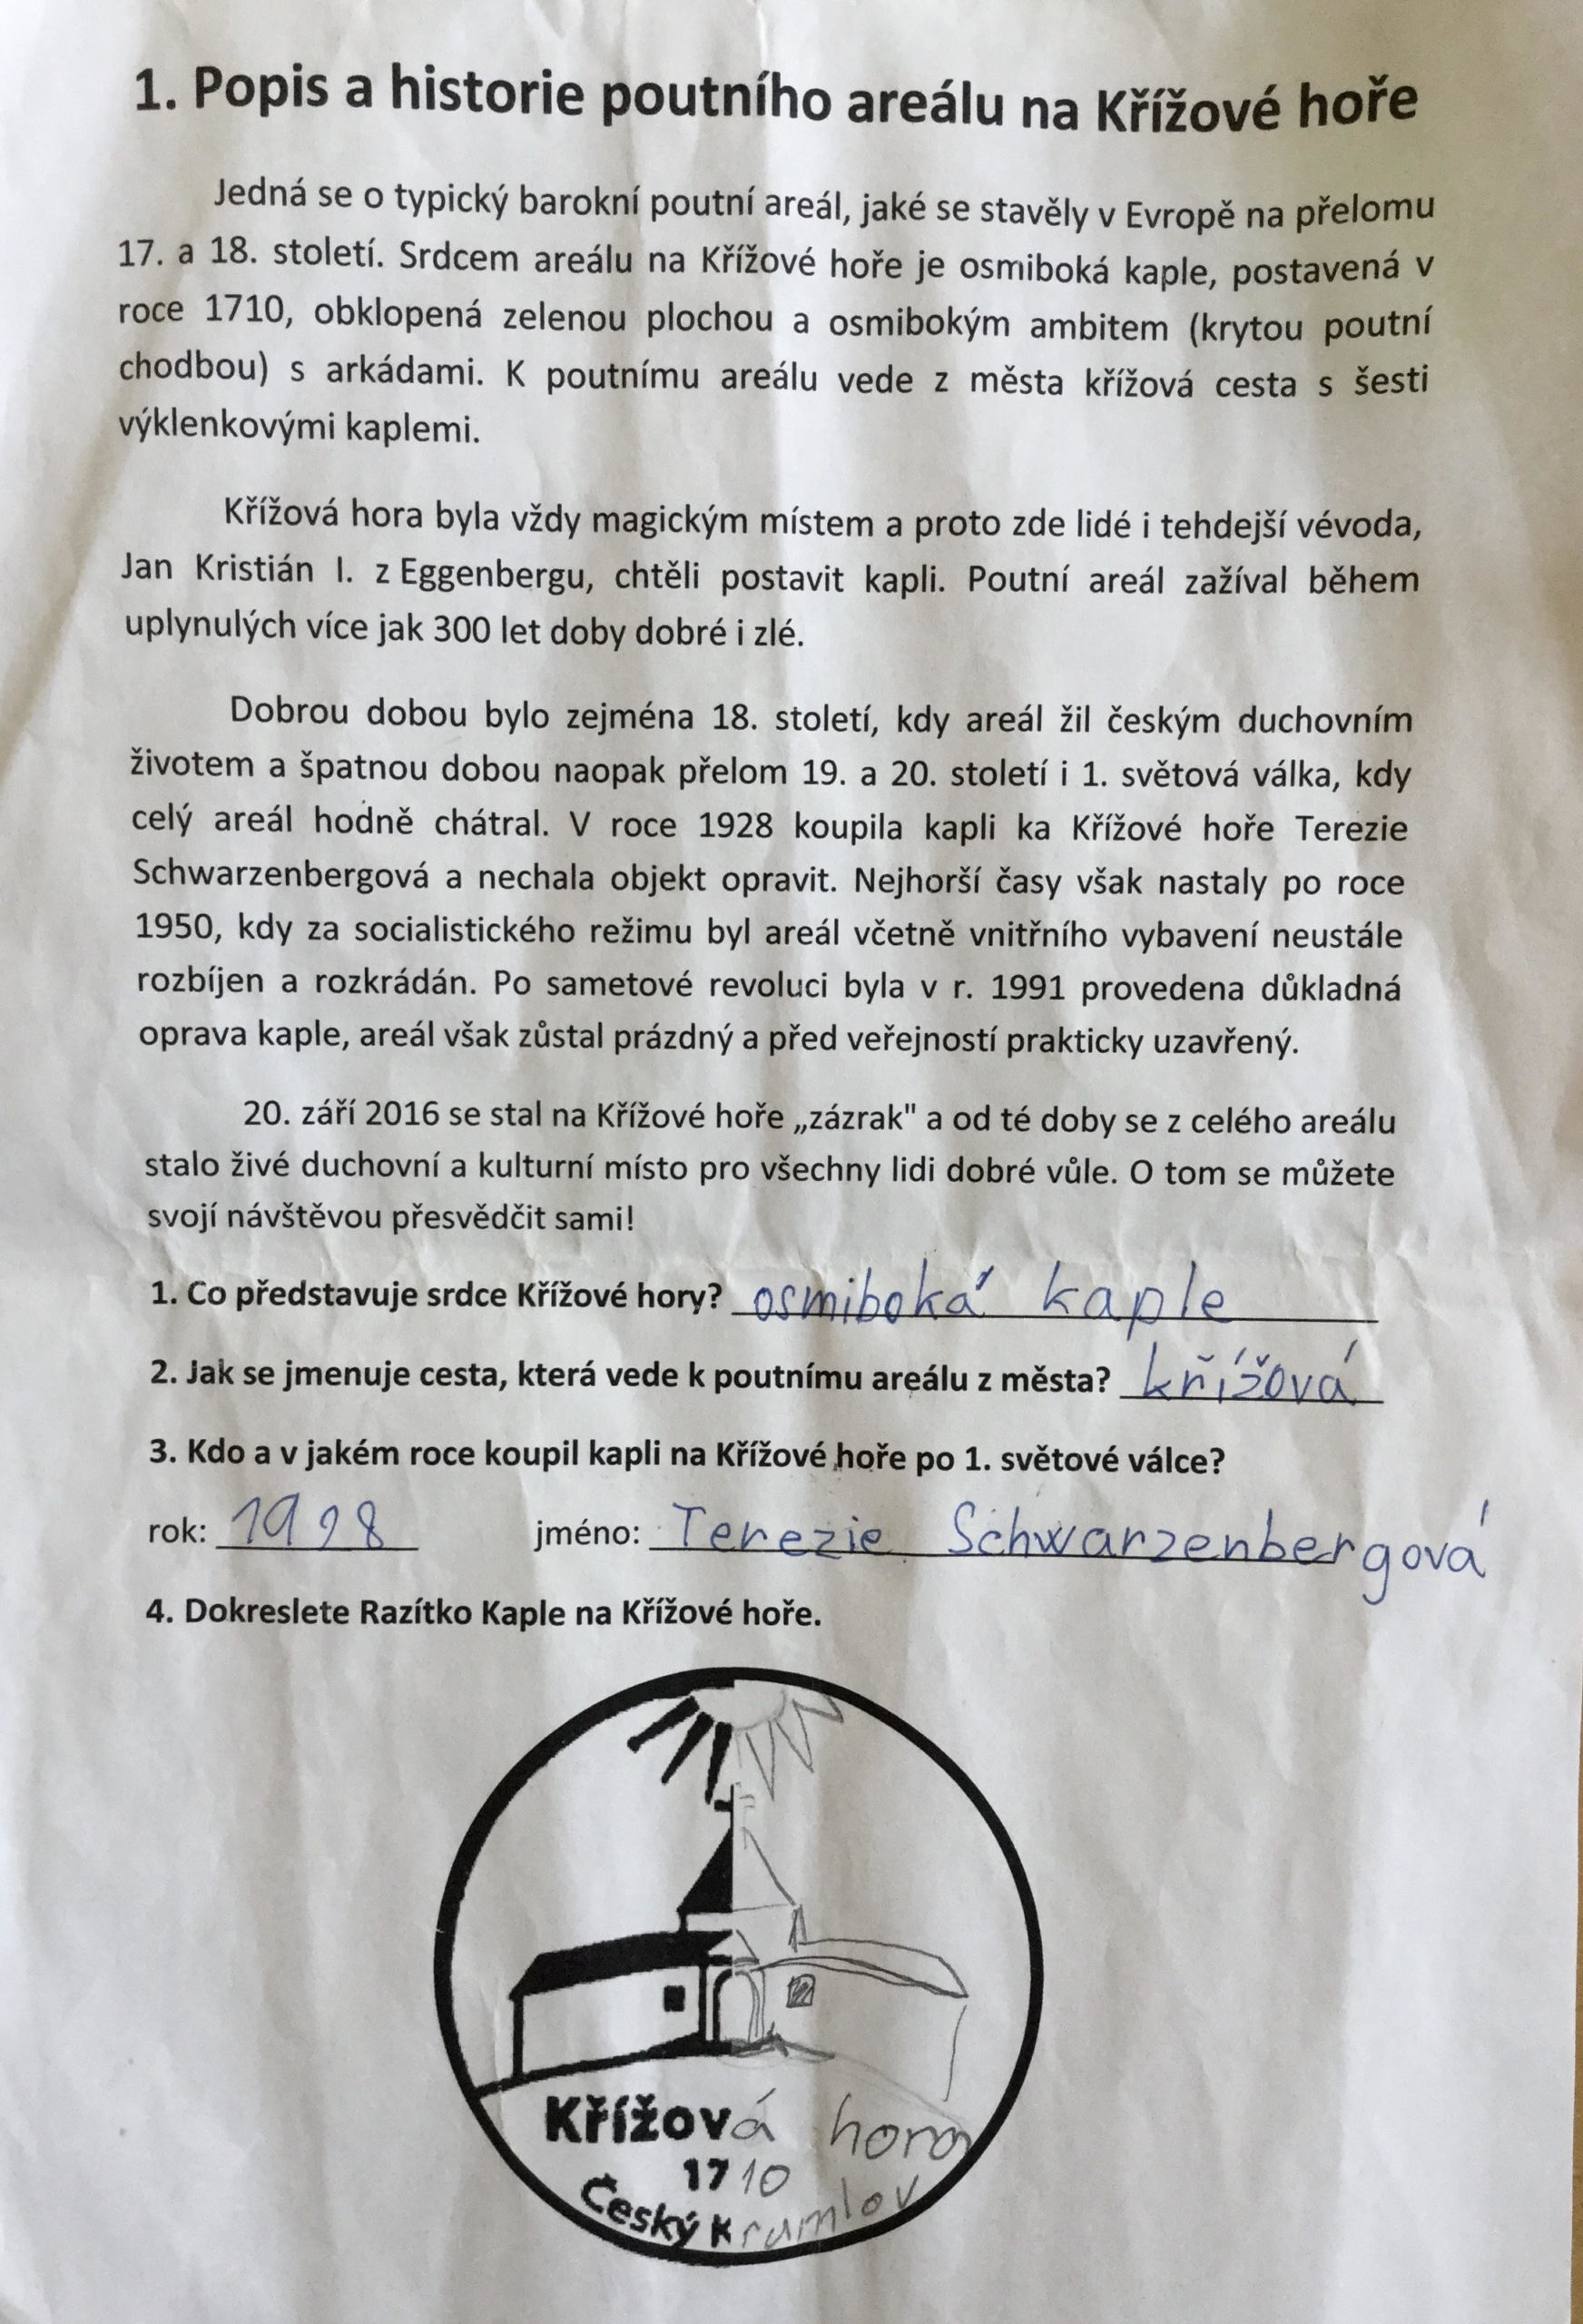 1. Popis a historie poutního areálu na Křížové hoře
Jedná se o typický barokní poutní areál, jaké se stavěly v Evropě na přelomu
17. a 18. století. Srdcem areálu na Křížové hoře je osmiboká kaple, postavená v
roce 1710, obklopená zelenou plochou a osmibokým ambitem (krytou poutní
chodbou) s arkádami. K poutnímu areálu vede z města křížová cesta s šesti
výklenkovými kaplemi.
Křížová hora byla vždy magickým místem a proto zde lidé i tehdejší vévoda,
Jan Kristián I. z Eggenbergu, chtěli postavit kapli. Poutní areál zažíval během
uplynulých více jak 300 let doby dobré i zlé.
Dobrou dobou bylo zejména 18. století, kdy areál žil českým duchovním
životem a špatnou dobou naopak přelom 19. a 20. století i 1. světová válka, kdy
celý areál hodně chátral. V roce 1928 koupila kapli ka Křížové hoře Terezie
Schwarzenbergová a nechala objekt opravit. Nejhorší časy však nastaly po roce
1950, kdy za socialistického režimu byl areál včetně vnitřního vybavení neustále
rozbíjen a rozkrádán. Po sametové revoluci byla v r. 1991 provedena důkladná
oprava kaple, areál však zůstal prázdný a před veřejností prakticky uzavřený.
20. září 2016 se stal na Křížové hoře „zázrak" a od té doby se z celého areálu
stalo živé duchovní a kulturní místo pro všechny lidi dobré vůle. O tom se můžete
svojí návštěvou přesvědčit sami!
1. Co představuje srdce Křížové hory? osmiboká kaple
2. Jak se jmenuje cesta, která vede k poutnímu areálu z města? křížová
3. Kdo a v jakém roce koupil kapli na Křížové hoře po 1. světové válce?
rok: 1928 jméno: Terezie Schwarzenbergová
4. Dokreslete Razítko Kaple na Křížové hoře.
Křížová hora
1710
Český Krumlov